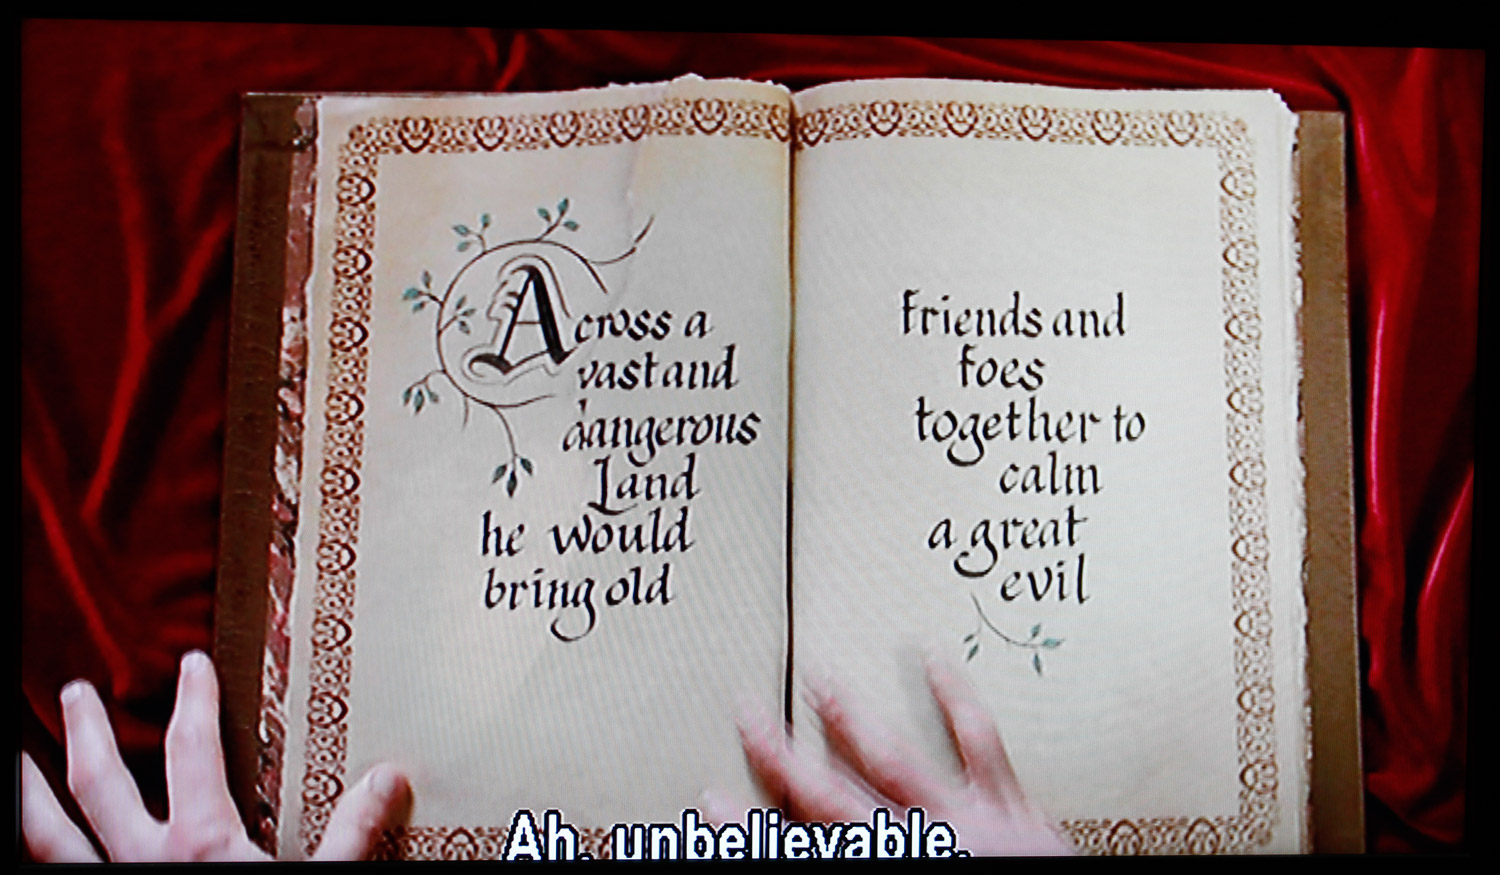 Across a
vast and
dangerous
Land
he would
bring old
friends and
foes
together to
calm
a great
evil
Ah, unbelievable.